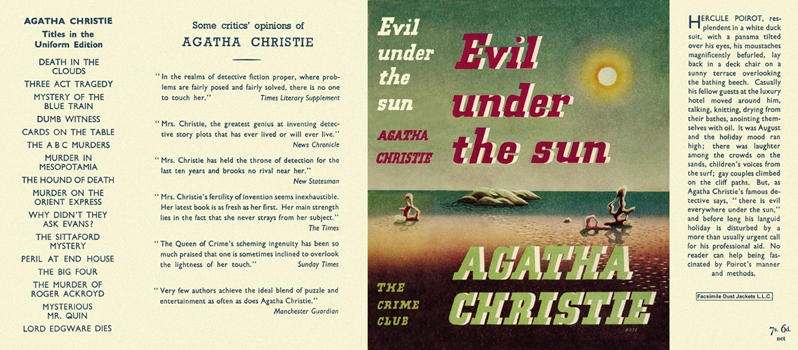 AGATHA CHRISTIE
Titles in the
Uniform Edition
DEATH IN THE
CLOUDS
THREE ACT TRAGEDY
MYSTERY OF THE
BLUE TRAIN
DUMB WITNESS
CARDS ON THE TABLE
THE A B C MURDERS
MURDER IN
MESOPOTAMIA
THE HOUND OF DEATH
MURDER ON THE
ORIENT EXPRESS
WHY DIDN'T THEY
ASK EVANS?
THE SITTAFORD
MYSTERY
PERIL AT END HOUSE
THE BIG FOUR
THE MURDER OF
ROGER ACKROYD
MYSTERIOUS
MR. QUIN
LORD EDGWARE DIES
Some critics' opinions of
AGATHA CHRISTIE
"In the realms of detective fiction proper, where prob-
lems are fairly posed and fairly solved, there is no one
to touch her." Times Literary Supplement
"Mrs. Christie, the greatest genius at inventing detec-
tive story plots that has ever lived or will ever live."
News Chronicle
"Mrs. Christie has held the throne of detection for the
last ten years and brooks no rival near her."
New Statesman
"Mrs. Christie's fertility of invention seems inexhaustible.
Her latest book is as fresh as her first. Her main strength
lies in the fact that she never strays from her subject."
The Times
"The Queen of Crime's scheming ingenuity has been so
much praised that one is sometimes inclined to overlook
the lightness of her touch." Sunday Times
"Very few authors achieve the ideal blend of puzzle and
entertainment as often as does Agatha Christie."
Manchester Guardian
Evil
under
the
sun
AGATHA
CHRISTIE
THE
CRIME
CLUB
Evil
under
the sun
AGATHA
CHRISTIE
HERCULE POIROT, res-
plendent in a white duck
suit, with a panama tilted
over his eyes, his moustaches
magnificently befurled, lay
back in a deck chair on a
sunny terrace overlooking
the bathing beech. Casually
his fellow guests at the luxury
hotel moved around him,
talking, knitting, drying from
their bathes, anointing them-
selves with oil. It was August
and the holiday mood ran
high; there was laughter
among the crowds on the
sands, children's voices from
the surf; gay couples climbed
on the cliff paths. But, as
Agatha Christie's famous de-
tective says, "there is evil
everywhere under the sun,"
and before long his languid
holiday is disturbed by a
more than usually urgent call
for his professional aid. No
reader can help being fas-
cinated by Poirot's manner
and methods.
Facsimile Dust Jackets L.L.C.
7s. 6d.
net